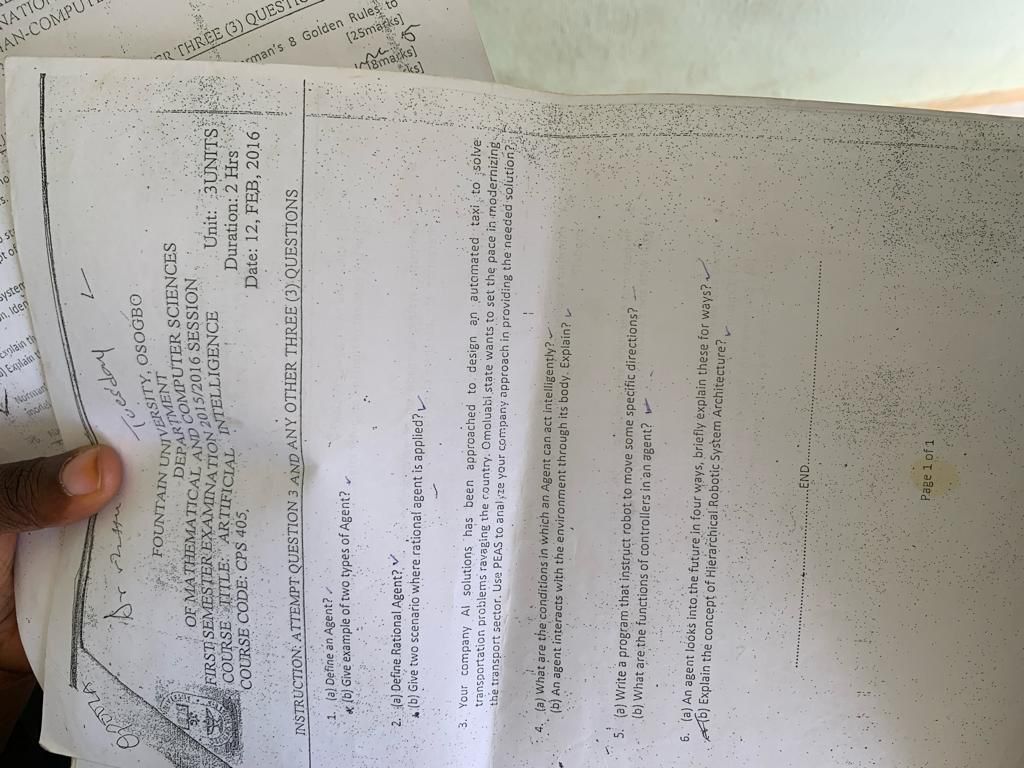 OPOOLA
Dr
Tuesday
FOUNTAIN UNIVERSITY, OSOGBO
DEPARTMENT
OF MATHEMATICAL AND COMPUTER SCIENCES
FIRST SEMESTER EXAMINATION 2015/2016 SESSION
COURSE TITLE: ARTIFICIAL INTELLIGENCE
COURSE CODE: CPS 405,
Unit: 3UNITS
Duration: 2 Hrs
Date: 12, FEB, 2016
INSTRUCTION: ATTEMPT QUESTION 3 AND ANY OTHER THREE (3) QUESTIONS
1. (a) Define an Agent?
(b) Give example of two types of Agent?
2. (a) Define Rational Agent?
(b) Give two scenario where rational agent is applied?
3. Your company AI solutions has been approached to design an automated taxi to solve
transportation problems ravaging the country. Omoluabi state wants to set the pace in modernizing
the transport sector. Use PEAS to analyze your company approach in providing the needed solution?
4. (a) What are the conditions in which an Agent can act intelligently?
(b) An agent interacts with the environment through its body. Explain?
5. (a) Write a program that instruct robot to move some specific directions?
(b) What are the functions of controllers in an agent?
6. (a) An agent looks into the future in four ways, briefly explain these for ways?
(b) Explain the concept of Hierarchical Robotic System Architecture?
END
Page 1 of 1
THREE (3)
8 Golden Rules to
[25marks]